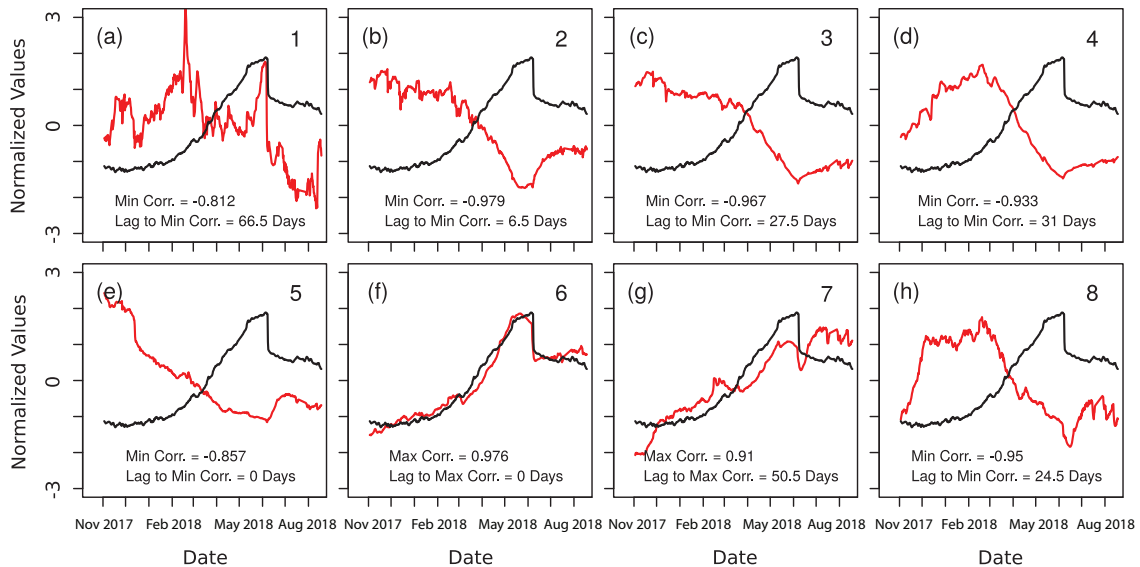 (a) 1
Min Corr. = -0.812
Lag to Min Corr. = 66.5 Days
(b) 2
Min Corr. = -0.979
Lag to Min Corr. = 6.5 Days
(c) 3
Min Corr. = -0.967
Lag to Min Corr. = 27.5 Days
(d) 4
Min Corr. = -0.933
Lag to Min Corr. = 31 Days
Normalized Values
3
0
-3
(e) 5
Min Corr. = -0.857
Lag to Min Corr. = 0 Days
(f) 6
Max Corr. = 0.976
Lag to Max Corr. = 0 Days
(g) 7
Max Corr. = 0.91
Lag to Max Corr. = 50.5 Days
(h) 8
Min Corr. = -0.95
Lag to Min Corr. = 24.5 Days
Normalized Values
3
0
-3
Nov 2017 Feb 2018 May 2018 Aug 2018
Nov 2017 Feb 2018 May 2018 Aug 2018
Nov 2017 Feb 2018 May 2018 Aug 2018
Nov 2017 Feb 2018 May 2018 Aug 2018
Date Date Date Date